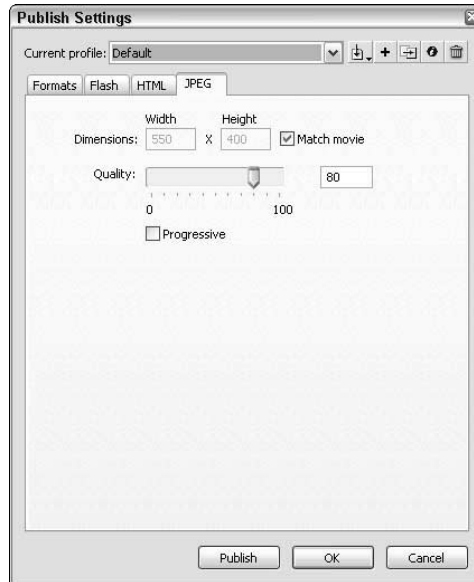 Publish Settings
Current profile: Default
Formats Flash HTML JPEG
Width Height
Dimensions: 550 X 400 Match movie
Quality: 80
0 100
Progressive
Publish OK Cancel